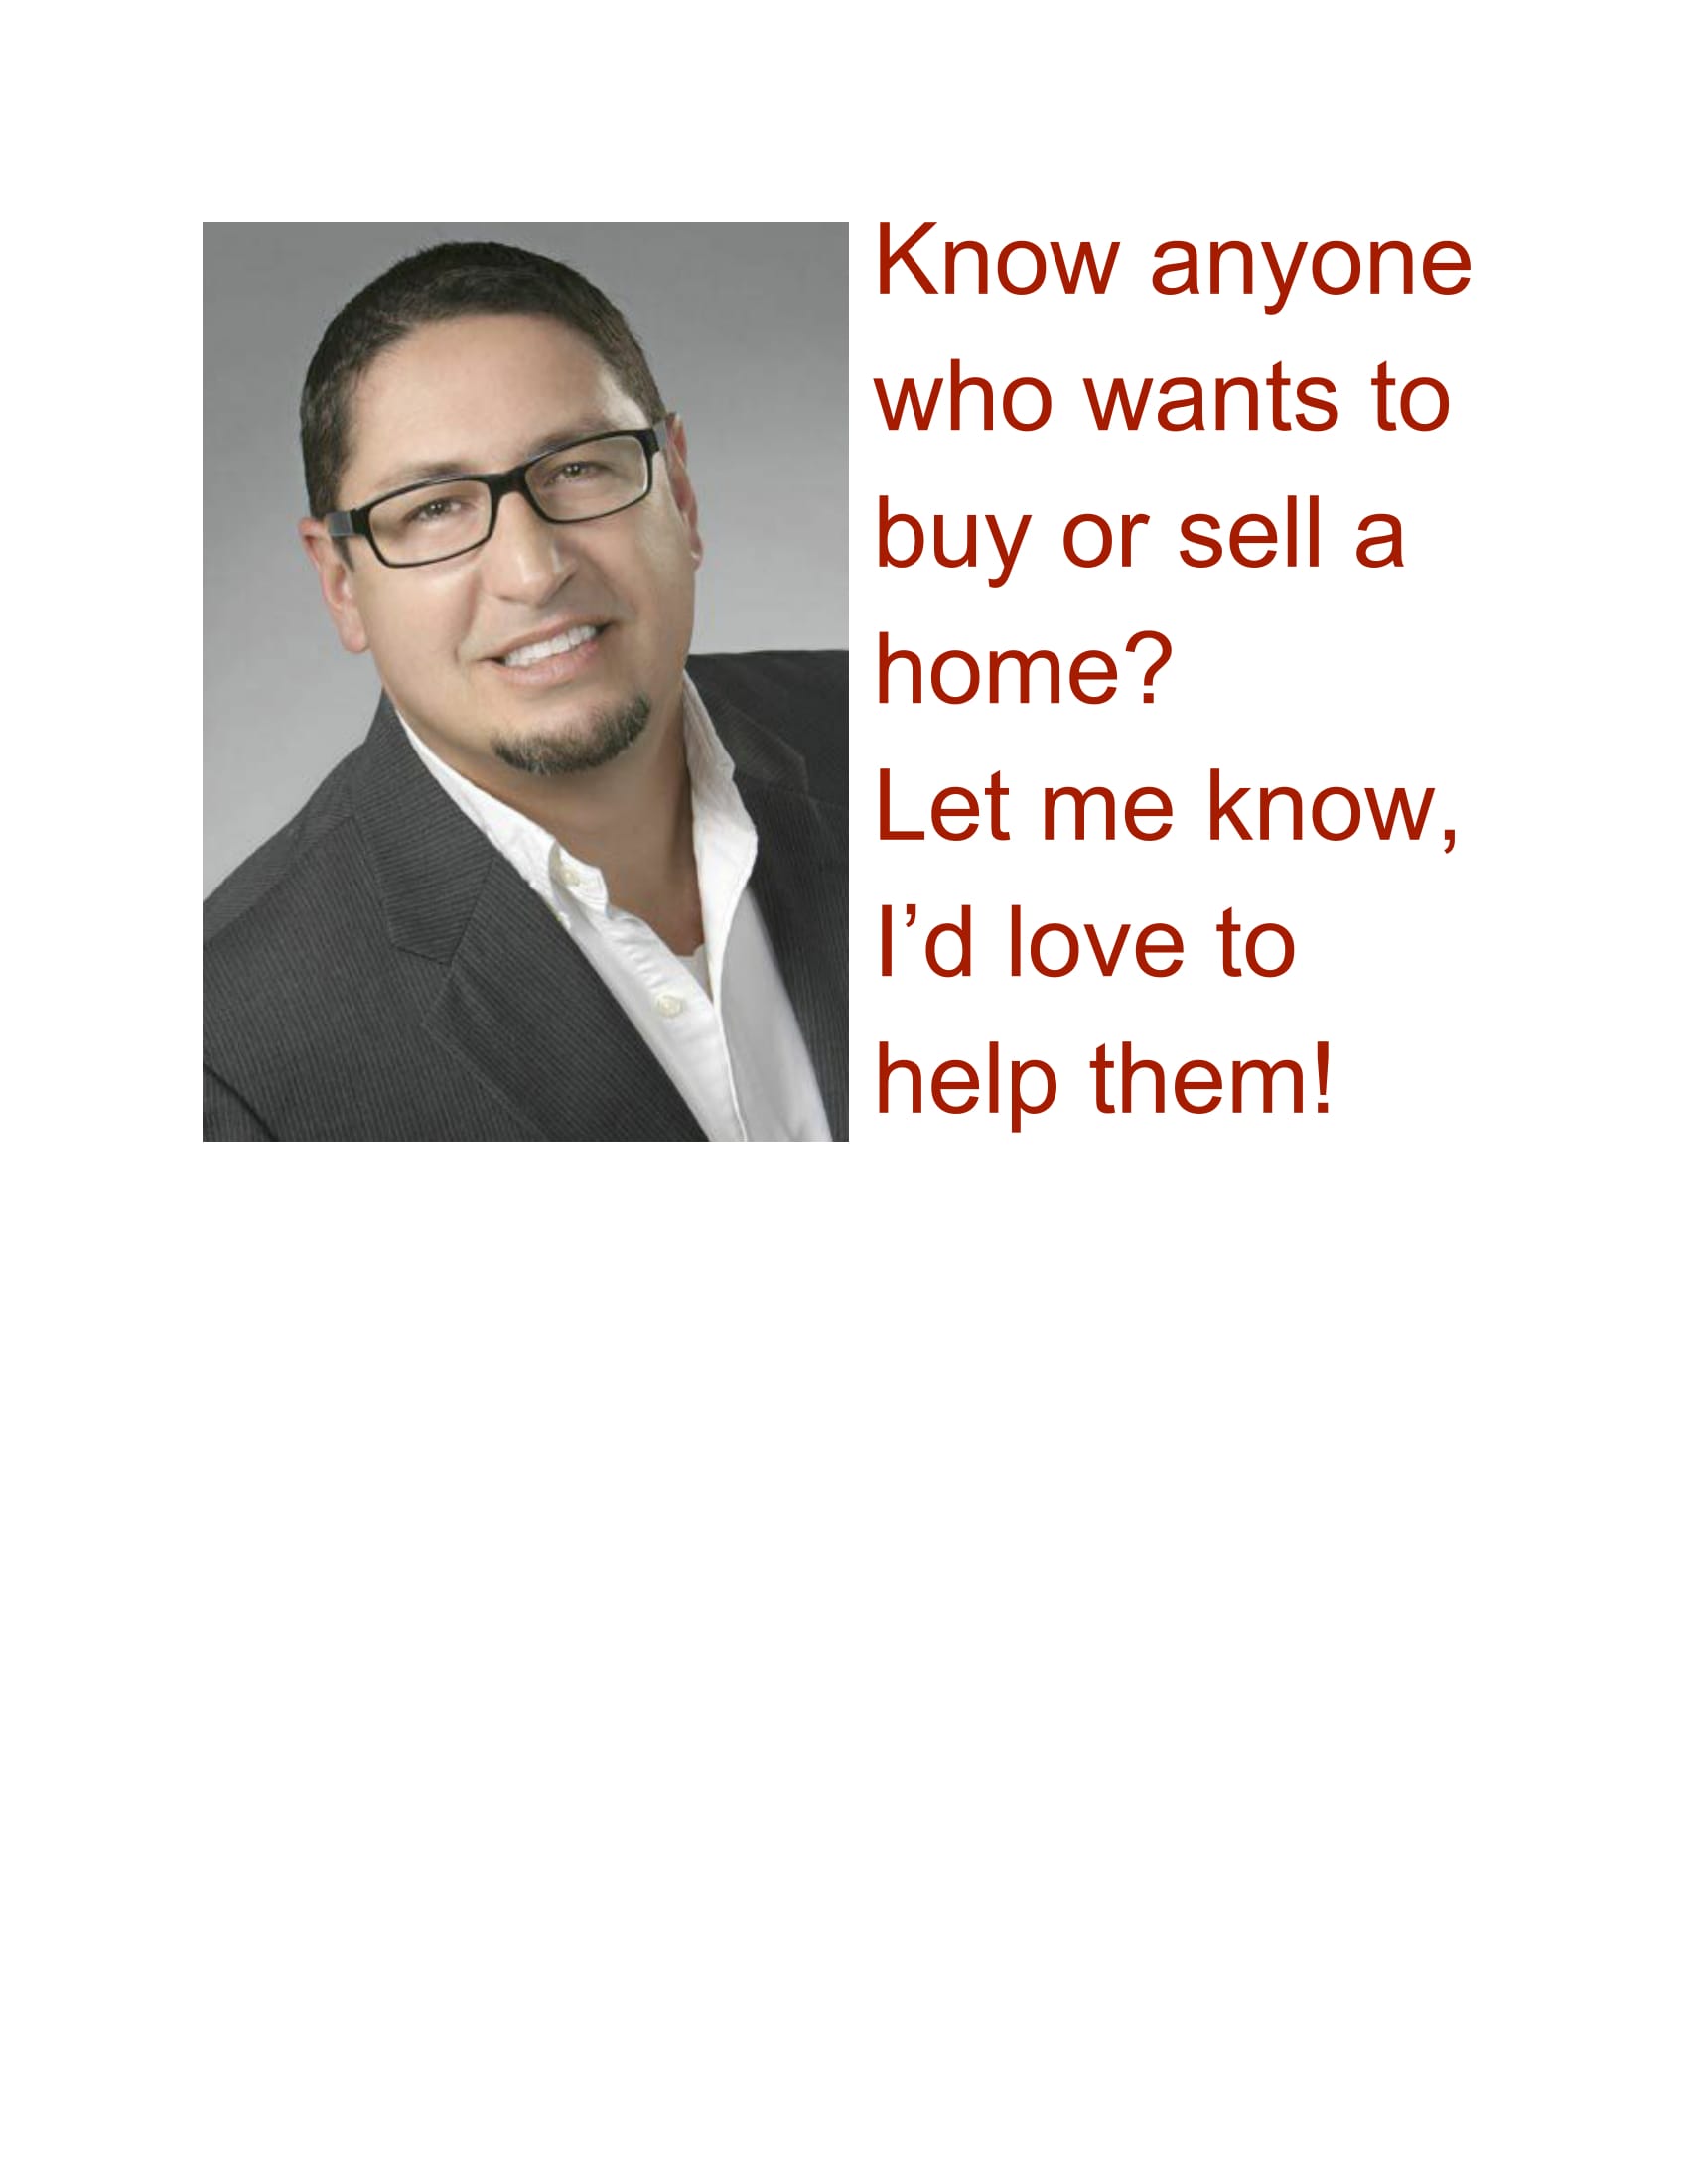 Know anyone
who wants to
buy or sell a
home?
Let me know,
I’d love to
help them!